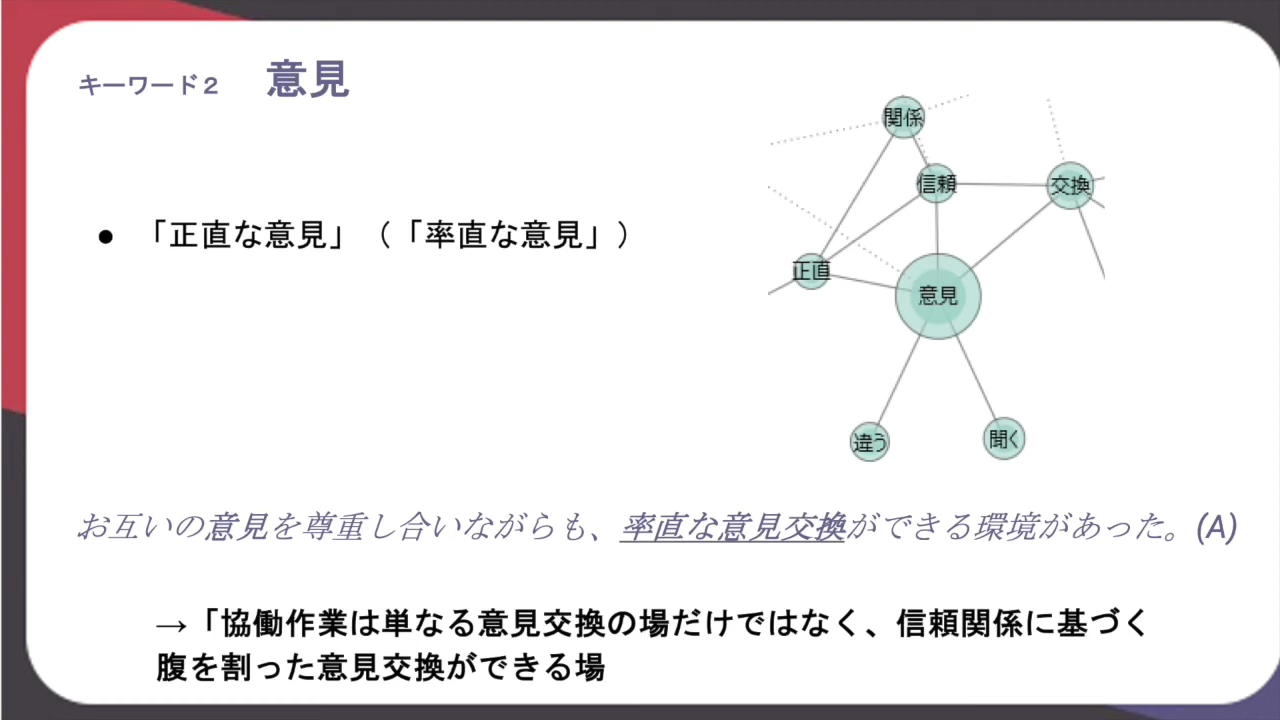 キーワード２　意見
● 「正直な意見」（「率直な意見」）
関係
信頼
交換
正直
意見
違う
聞く
お互いの意見を尊重し合いながらも、率直な意見交換ができる環境があった。(A)
→「協働作業は単なる意見交換の場だけではなく、信頼関係に基づく
腹を割った意見交換ができる場